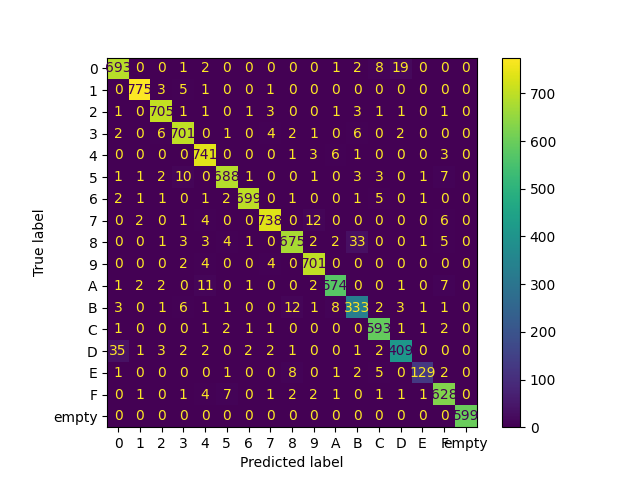 0 693 0 0 1 2 0 0 0 0 0 1 2 8 19 0 0 0
1 0 775 3 5 1 0 0 1 0 0 0 0 0 0 0 0 0
2 1 0 705 1 1 0 1 3 0 0 1 3 1 1 0 1 0
3 2 0 6 701 0 1 0 4 2 1 0 6 0 2 0 0 0
4 0 0 0 0 741 0 0 0 1 3 6 1 0 0 0 3 0
5 1 1 2 10 0 688 1 0 0 1 0 3 3 0 1 7 0
6 2 1 1 0 1 2 699 0 1 0 0 1 5 0 1 0 0
7 0 2 0 1 4 0 0 738 0 12 0 0 0 0 0 6 0
8 0 0 1 3 3 4 1 0 675 2 2 33 0 0 1 5 0
9 0 0 0 2 4 0 0 4 0 701 0 0 0 0 0 0 0
A 1 2 2 0 11 0 1 0 0 2 574 0 0 1 0 7 0
B 3 0 1 6 1 1 0 0 12 1 8 333 2 3 1 1 0
C 1 0 0 0 1 2 1 1 0 0 0 0 593 1 1 2 0
D 35 1 3 2 2 0 2 2 1 0 0 1 2 409 0 0 0
E 1 0 0 0 0 1 0 0 8 0 1 2 5 0 129 2 0
F 0 1 0 1 4 7 0 1 2 2 1 0 1 1 1 628 0
empty 0 0 0 0 0 0 0 0 0 0 0 0 0 0 0 0 599
0 1 2 3 4 5 6 7 8 9 A B C D E F empty
Predicted label
True label
700
600
500
400
300
200
100
0